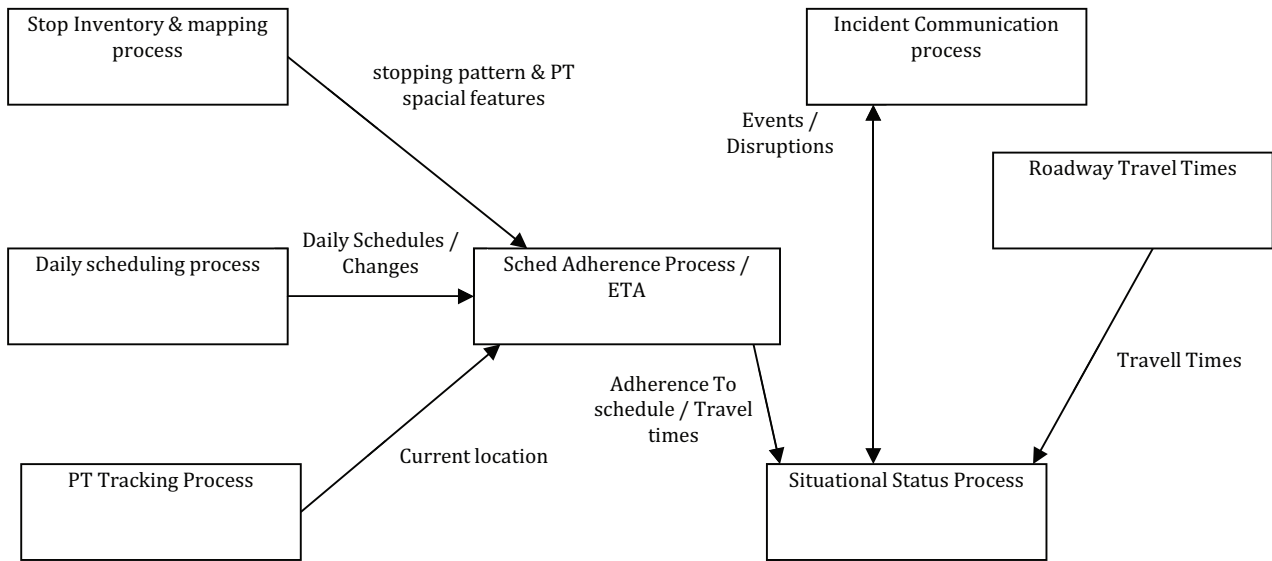 Stop Inventory & mapping
process
Incident Communication
process
stopping pattern & PT
spacial features
Events /
Disruptions
Roadway Travel Times
Daily scheduling process
Daily Schedules /
Changes
Sched Adherence Process /
ETA
Travell Times
Adherence To
schedule / Travel
times
Current location
PT Tracking Process
Situational Status Process